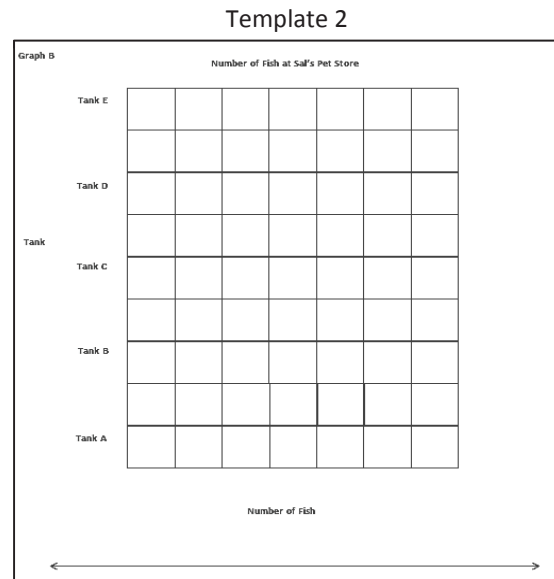 Template 2
Graph B
Number of Fish at Sal's Pet Store
Tank E
Tank D
Tank
Tank C
Tank B
Tank A
Number of Fish